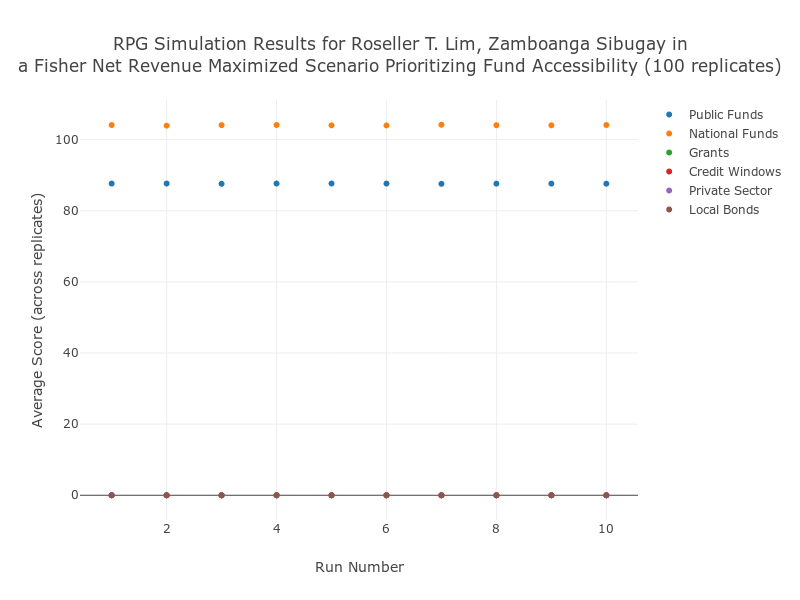 RPG Simulation Results for Roseller T. Lim, Zamboanga Sibugay in
a Fisher Net Revenue Maximized Scenario Prioritizing Fund Accessibility (100 replicates)
Public Funds
National Funds
Grants
Credit Windows
Private Sector
Local Bonds
Average Score (across replicates)
100
80
60
40
20
0
2
4
6
8
10
Run Number